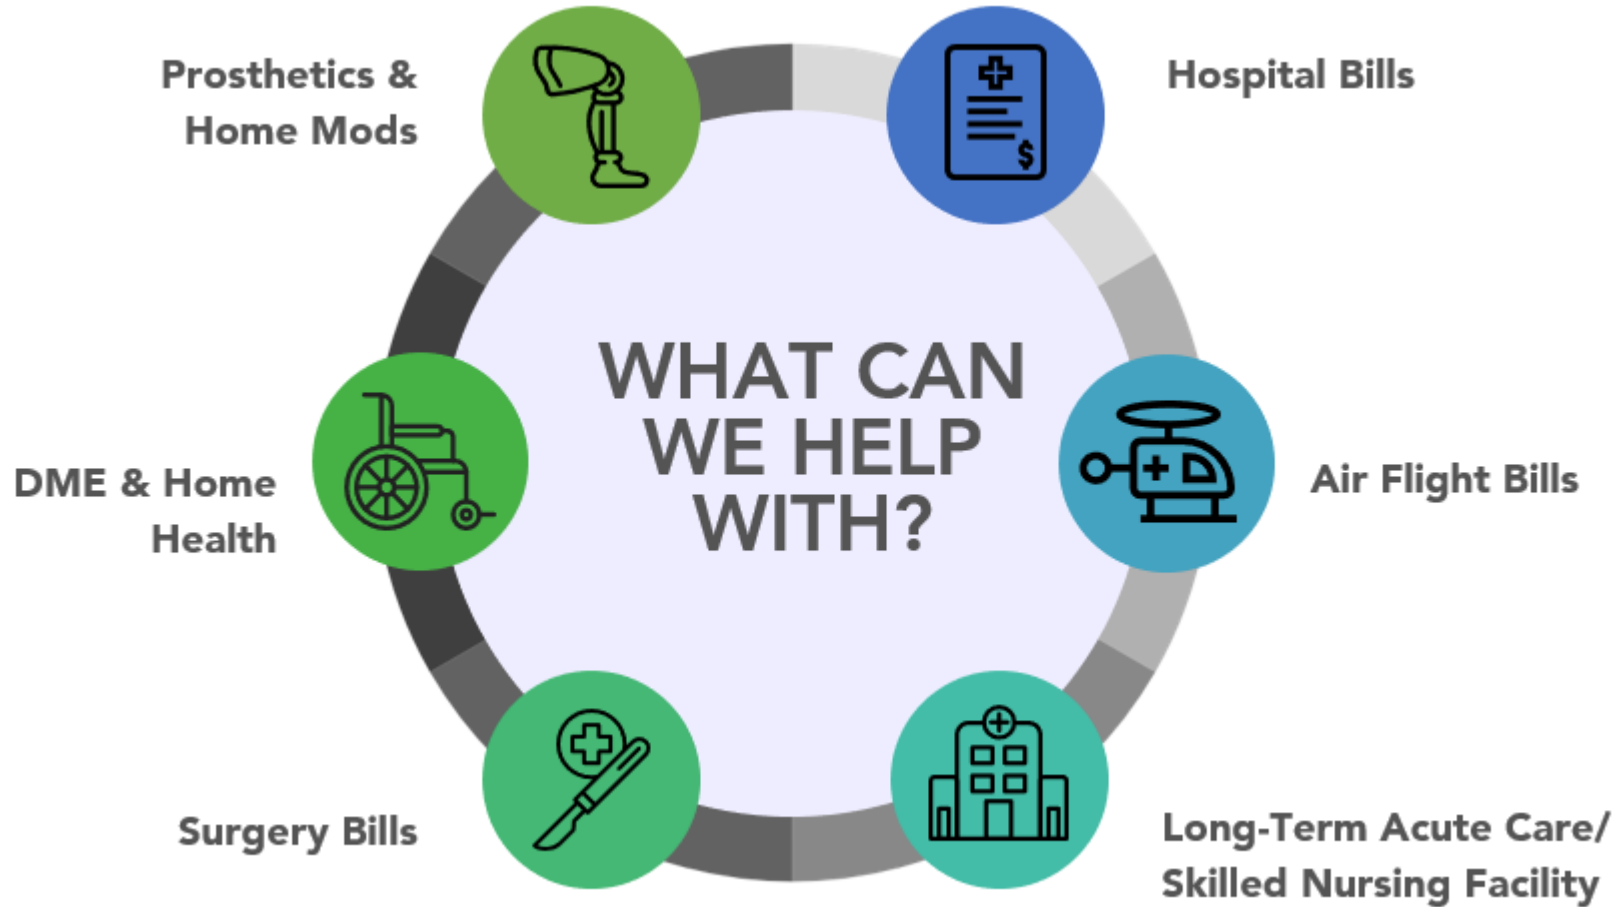 Prosthetics &
Home Mods
Hospital Bills
$
WHAT CAN
WE HELP
WITH?
DME & Home
Health
Air Flight Bills
Surgery Bills
Long-Term Acute Care/
Skilled Nursing Facility